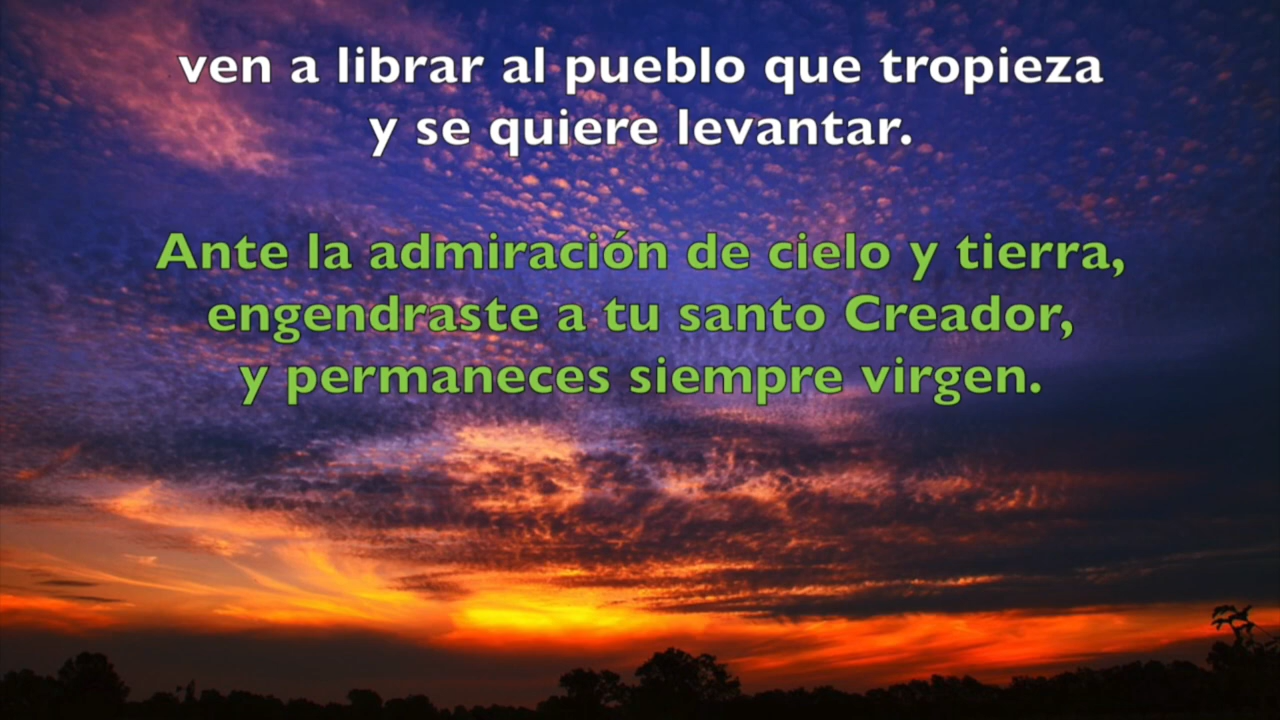 ven a librar al pueblo que tropieza
y se quiere levantar.
Ante la admiración de cielo y tierra,
engendraste a tu santo Creador,
y permaneces siempre virgen.